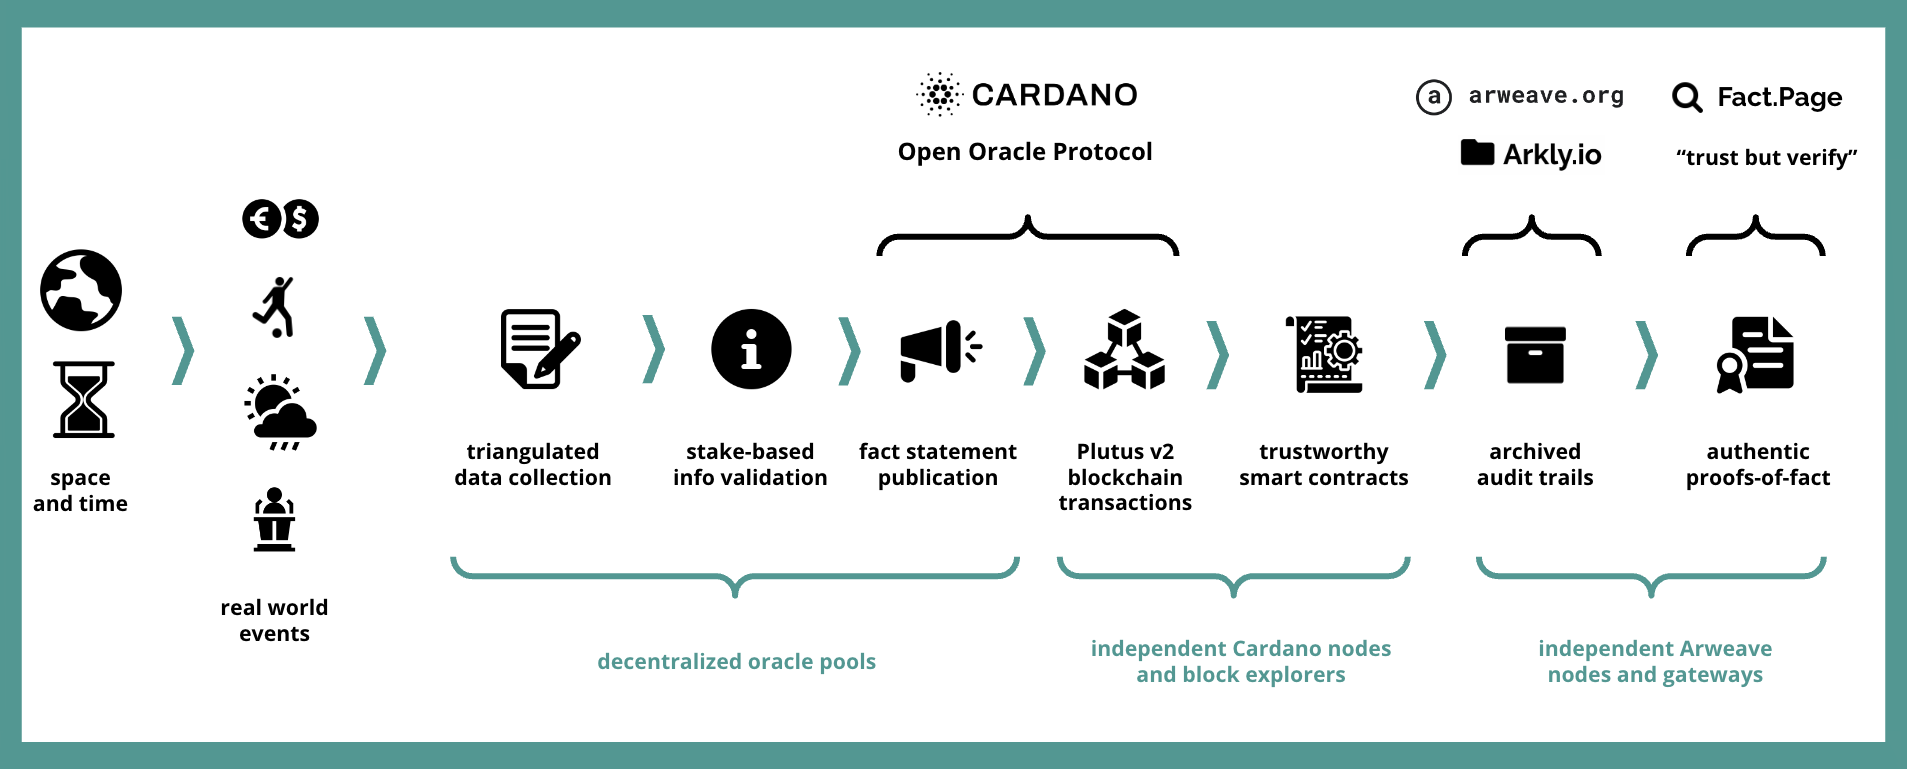 CARDANO
Open Oracle Protocol
a arweave.org
Arkly.io
Fact.Page
“trust but verify”
€ $
space
and time
real world
events
triangulated
data collection
i
stake-based
info validation
fact statement
publication
Plutus v2
blockchain
transactions
trustworthy
smart contracts
archived
audit trails
authentic
proofs-of-fact
decentralized oracle pools
independent Cardano nodes
and block explorers
independent Arweave
nodes and gateways